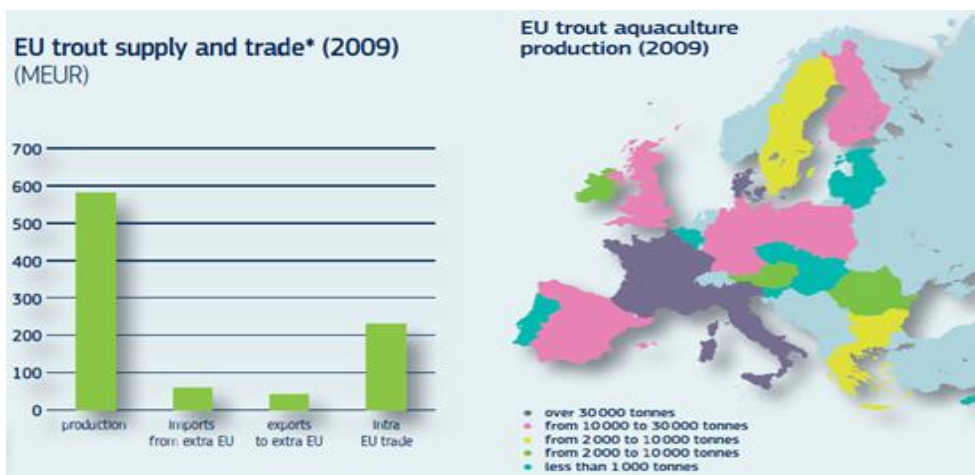 EU trout supply and trade* (2009)
(MEUR)
700
600
500
400
300
200
100
0
production
imports
from extra EU
exports
to extra EU
intra
EU trade
EU trout aquaculture
production (2009)
over 30 000 tonnes
from 10 000 to 30 000 tonnes
from 2 000 to 10 000 tonnes
from 2 000 to 10 000 tonnes
less than 1 000 tonnes